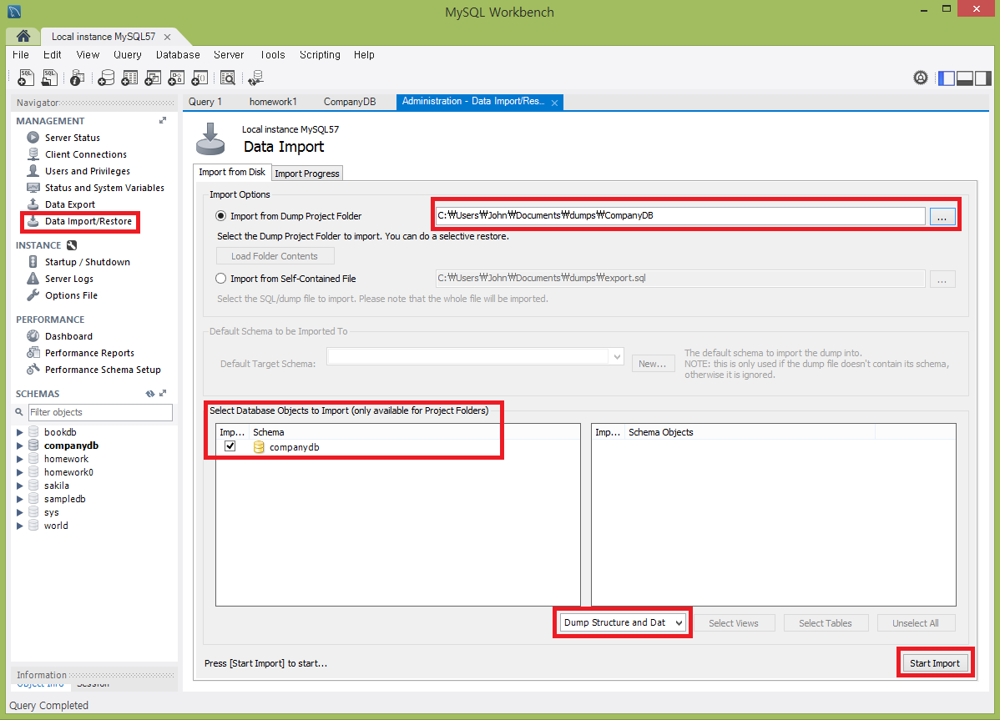 MySQL Workbench
Local instance MySQL57
File Edit View Query Database Server Tools Scripting Help
Navigator
MANAGEMENT
Server Status
Client Connections
Users and Privileges
Status and System Variables
Data Export
Data Import/Restore
INSTANCE
Startup / Shutdown
Server Logs
Options File
PERFORMANCE
Dashboard
Performance Reports
Performance Schema Setup
SCHEMAS
Filter objects
bookdb
companydb
homework
homework0
sakila
sampledb
sys
world
Information
Object Info Session
Query Completed
Query 1 homework1 CompanyDB Administration - Data Import/Res...
Local instance MySQL57
Data Import
Import from Disk Import Progress
Import Options
Import from Dump Project Folder C:₩Users₩John₩Documents₩dumps₩CompanyDB ...
Select the Dump Project Folder to import. You can do a selective restore.
Load Folder Contents
Import from Self-Contained File C:₩Users₩John₩Documents₩dumps₩export.sql ...
Select the SQL/dump file to import. Please note that the whole file will be imported.
Default Schema to be Imported To
Default Target Schema: New...
The default schema to import the dump into.
NOTE: this is only used if the dump file doesn't contain its schema,
otherwise it is ignored.
Select Database Objects to Import (only available for Project Folders)
Imp... Schema
companydb
Imp... Schema Objects
Dump Structure and Dat Select Views Select Tables Unselect All
Press [Start Import] to start... Start Import